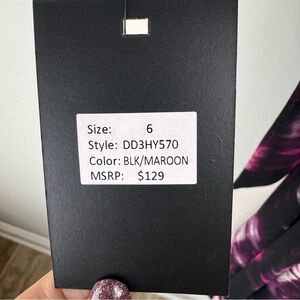 Size: 6
Style: DD3HY570
Color: BLK/MAROON
MSRP: $129